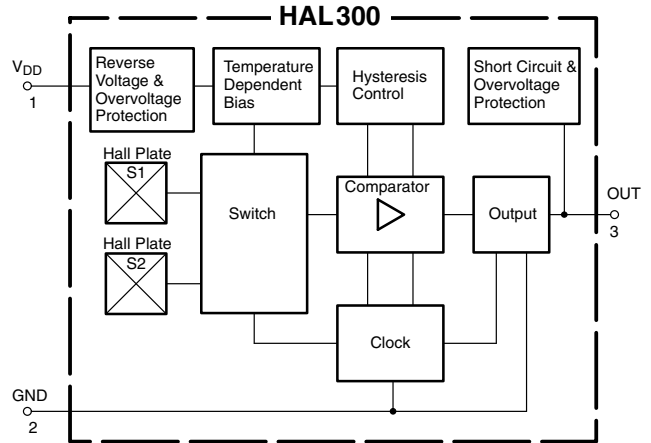 HAL300
VDD
1
Reverse
Voltage &
Overvoltage
Protection
Temperature
Dependent
Bias
Hysteresis
Control
Short Circuit &
Overvoltage
Protection
Hall Plate
S1
Hall Plate
S2
Switch
Comparator
Output
OUT
3
Clock
GND
2